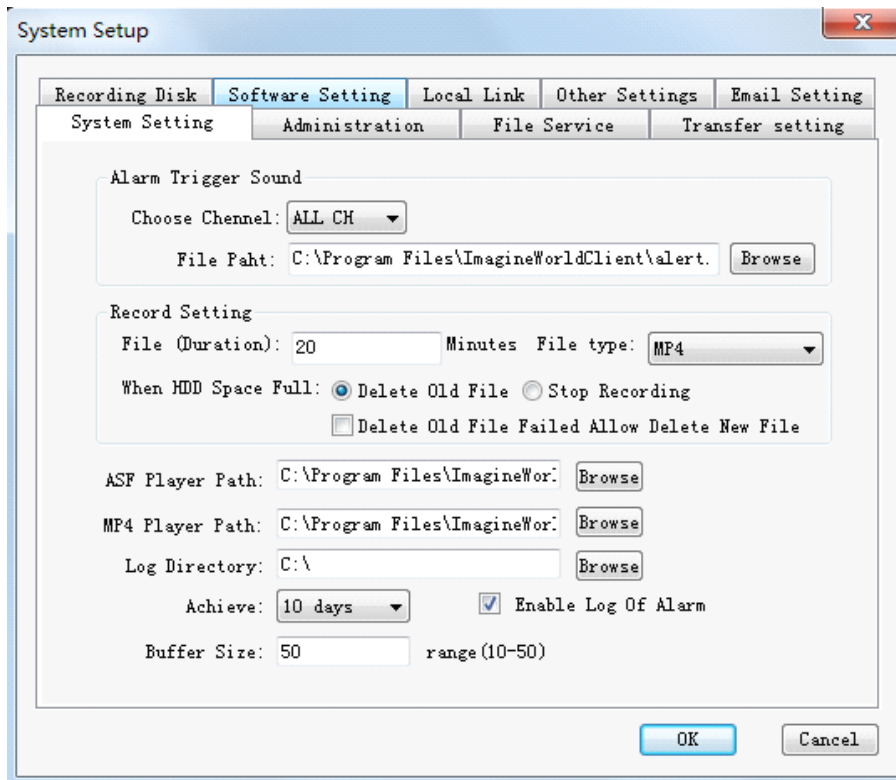 System Setup
Recording Disk Software Setting Local Link Other Settings Email Setting
System Setting Administration File Service Transfer setting
Alarm Trigger Sound
Choose Chennel: ALL CH
File Paht: C:\Program Files\ImagineWorldClient\alert. Browse
Record Setting
File (Duration): 20 Minutes File type: MP4
When HDD Space Full: Delete Old File Stop Recording
Delete Old File Failed Allow Delete New File
ASF Player Path: C:\Program Files\ImagineWor Browse
MP4 Player Path: C:\Program Files\ImagineWor Browse
Log Directory: C:\ Browse
Achieve: 10 days Enable Log Of Alarm
Buffer Size: 50 range(10-50)
OK Cancel